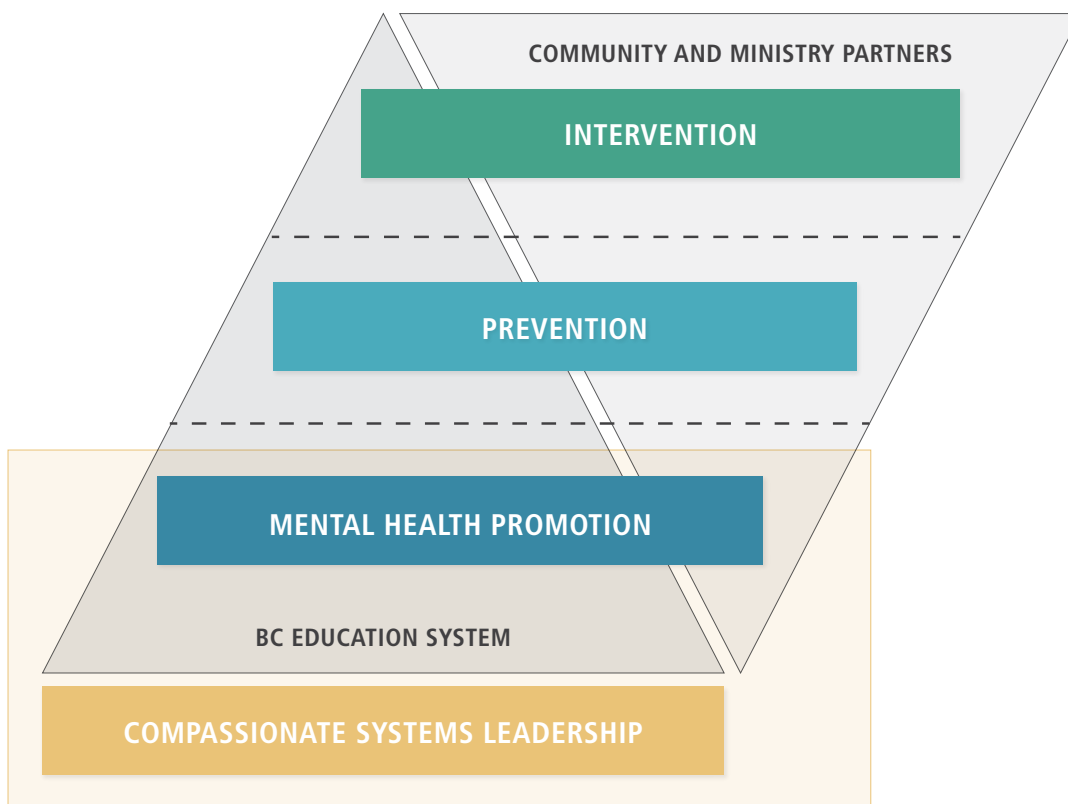 COMMUNITY AND MINISTRY PARTNERS
INTERVENTION
PREVENTION
MENTAL HEALTH PROMOTION
BC EDUCATION SYSTEM
COMPASSIONATE SYSTEMS LEADERSHIP